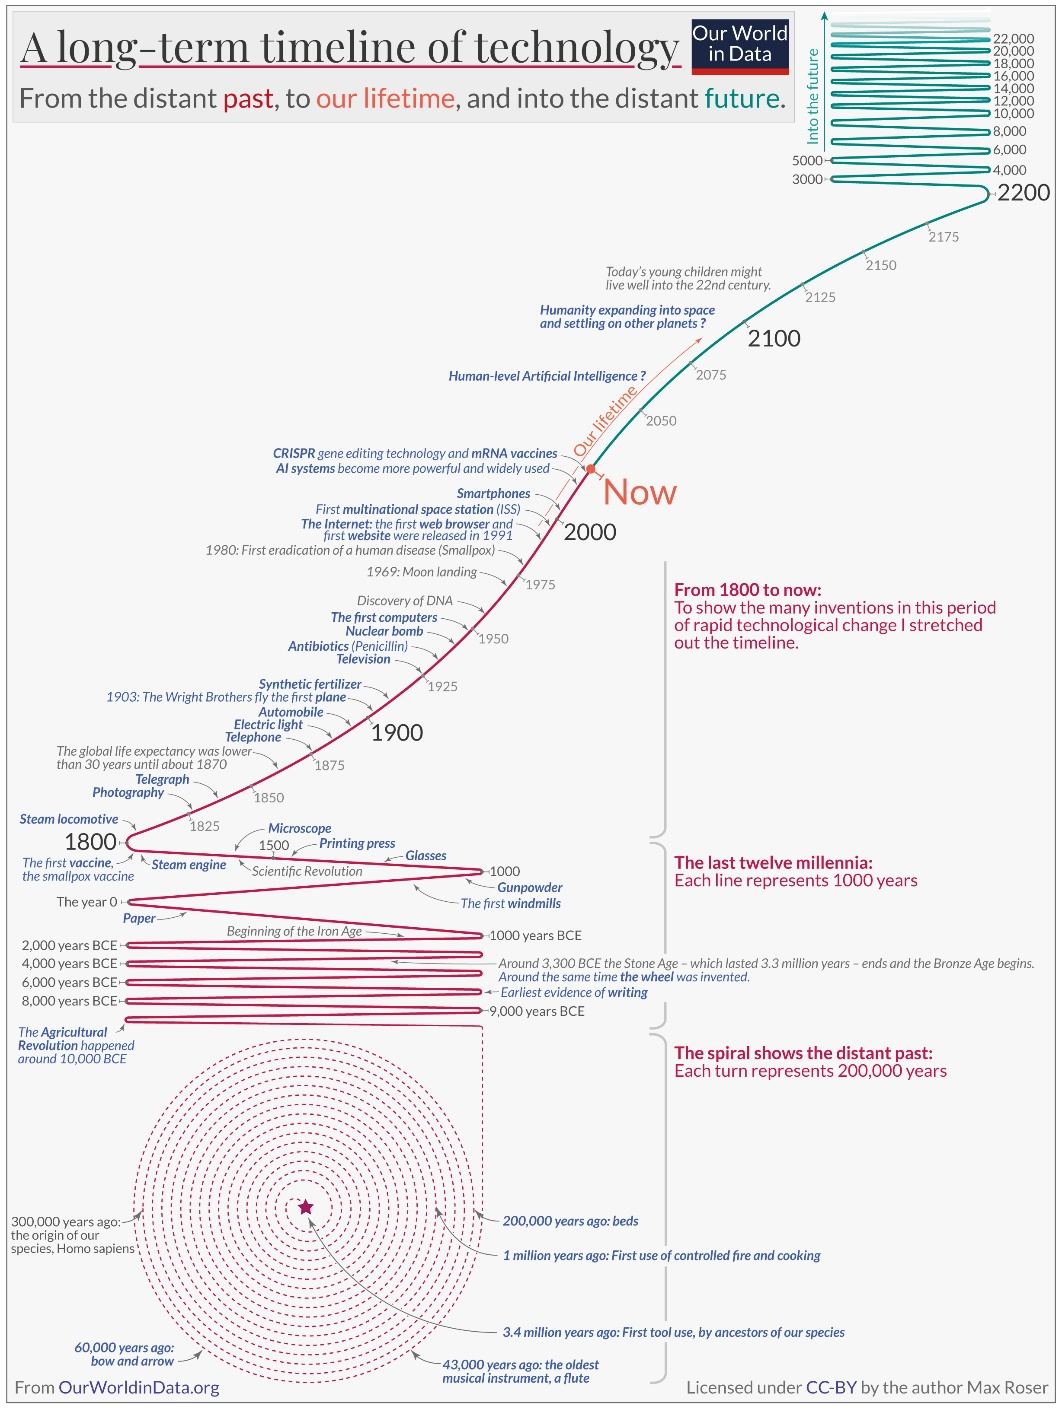 A long-term timeline of technology
Our World
in Data
From the distant past, to our lifetime, and into the distant future.
Into the future
22,000
20,000
18,000
16,000
14,000
12,000
10,000
8,000
6,000
5000
4,000
3000
2200
2175
2150
Today's young children might
live well into the 22nd century.
2125
Humanity expanding into space
and settling on other planets ?
2100
Human-level Artificial Intelligence ?
2075
Our lifetime
2050
CRISPR gene editing technology and mRNA vaccines
AI systems become more powerful and widely used
Now
Smartphones
First multinational space station (ISS)
The Internet: the first web browser and
first website were released in 1991
2000
1980: First eradication of a human disease (Smallpox)
1969: Moon landing
1975
From 1800 to now:
To show the many inventions in this period
of rapid technological change I stretched
out the timeline.
Discovery of DNA
The first computers
Nuclear bomb
1950
Antibiotics (Penicillin)
Television
Synthetic fertilizer
1925
1903: The Wright Brothers fly the first plane
Automobile
Electric light
1900
Telephone
The global life expectancy was lower
than 30 years until about 1870
1875
Telegraph
Photography
1850
Steam locomotive
1825
1800
Microscope
1500
Printing press
Glasses
The first vaccine,
the smallpox vaccine
Steam engine
Scientific Revolution
1000
The last twelve millennia:
Each line represents 1000 years
Gunpowder
The year 0
The first windmills
Paper
Beginning of the Iron Age
1000 years BCE
2,000 years BCE
4,000 years BCE
Around 3,300 BCE the Stone Age – which lasted 3.3 million years – ends and the Bronze Age begins.
Around the same time the wheel was invented.
6,000 years BCE
Earliest evidence of writing
8,000 years BCE
9,000 years BCE
The Agricultural
Revolution happened
around 10,000 BCE
The spiral shows the distant past:
Each turn represents 200,000 years
300,000 years ago:
the origin of our
species, Homo sapiens
200,000 years ago: beds
1 million years ago: First use of controlled fire and cooking
3.4 million years ago: First tool use, by ancestors of our species
60,000 years ago:
bow and arrow
43,000 years ago: the oldest
musical instrument, a flute
From OurWorldinData.org
Licensed under CC-BY by the author Max Roser